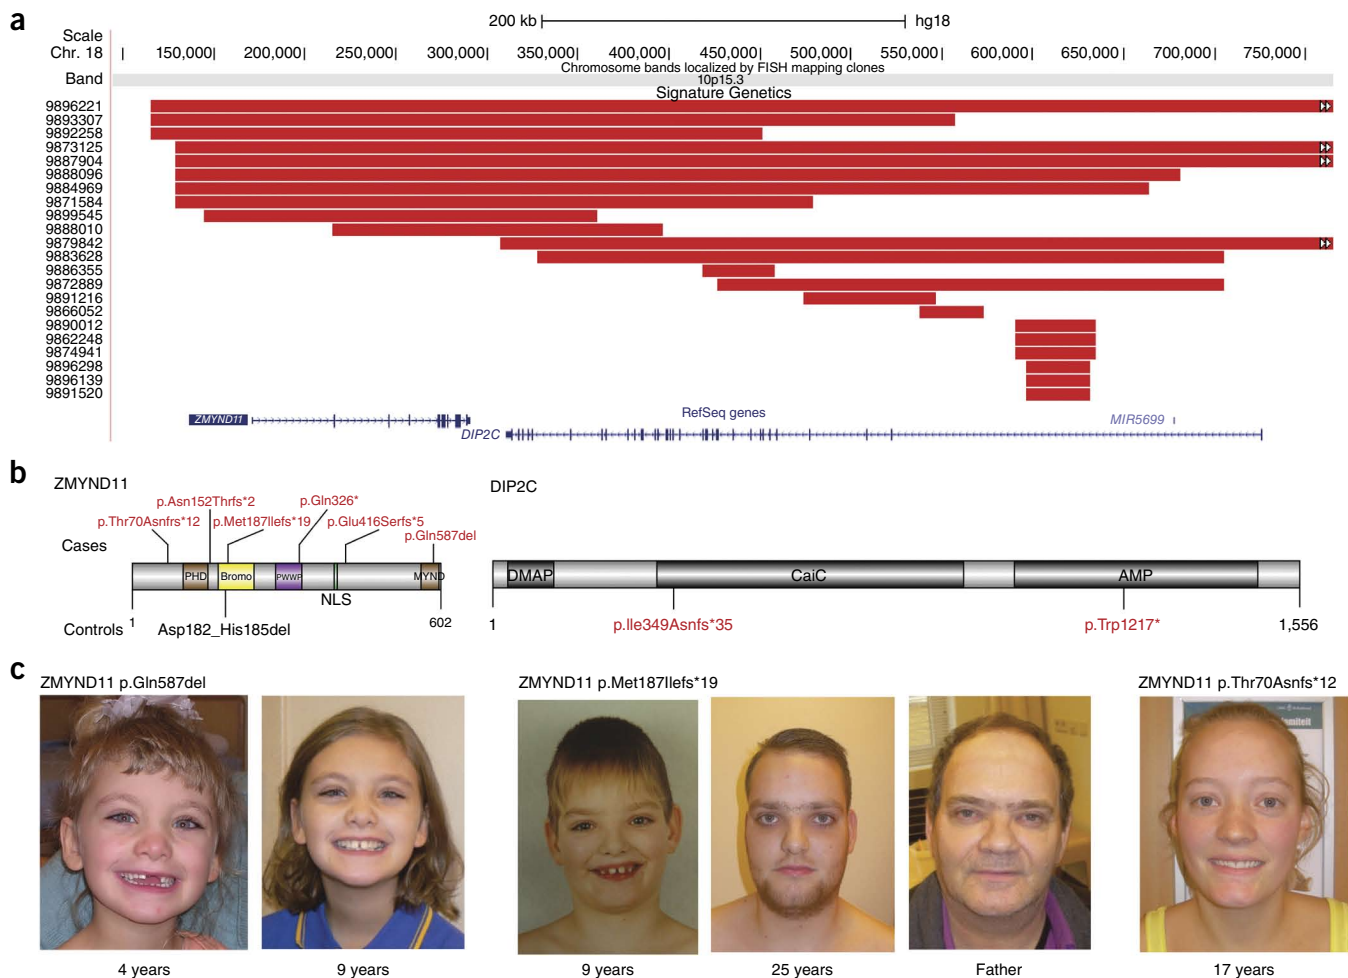 a
200 kb hg18
Scale
Chr. 18 150,000 200,000 250,000 300,000 350,000 400,000 450,000 500,000 550,000 600,000 650,000 700,000 750,000
Chromosome bands localized by FISH mapping clones
Band 10p15.3
Signature Genetics
9896221
9893307
9892258
9873125
9887904
9888096
9884969
9871584
9899545
9888010
9879842
9883628
9886355
9872889
9891216
9866052
9890012
9862248
9874941
9896298
9896139
9891520
RefSeq genes
ZMYND11
MIR5699
DIP2C
b
ZMYND11
DIP2C
p.Asn152Thrfs*2 p.Gln326*
p.Thr70Asnfrs*12 p.Met187Ilefs*19 p.Glu416Serfs*5
p.Gln587del
Cases
PHD Bromo PWWP MYND
NLS
DMAP CaiC AMP
Controls 1 Asp182_His185del 602
1 p.Ile349Asnfs*35 p.Trp1217* 1,556
c
ZMYND11 p.Gln587del
ZMYND11 p.Met187Ilefs*19
ZMYND11 p.Thr70Asnfs*12
4 years
9 years
9 years
25 years
Father
17 years